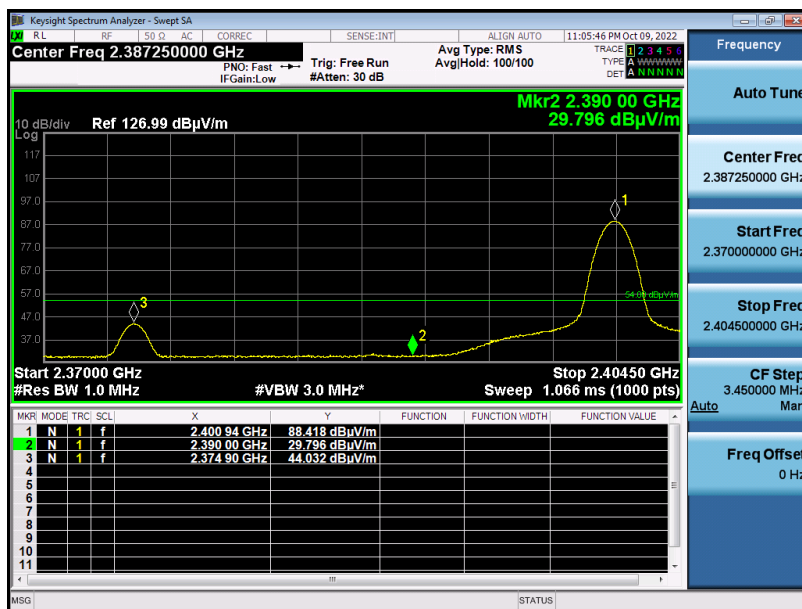 Keysight Spectrum Analyzer - Swept SA
LXI RL RF 50 Ω AC CORREC SENSE:INT ALIGN AUTO 11:05:46 PM Oct 09, 2022
Center Freq 2.387250000 GHz
PNO: Fast
IFGain:Low
Trig: Free Run
#Atten: 30 dB
Avg Type: RMS
Avg|Hold: 100/100
TRACE 1 2 3 4 5 6
TYPE A WWWWW
DET A N N N N N
Mkr2 2.390 00 GHz
29.796 dBµV/m
10 dB/div Ref 126.99 dBµV/m
Log
117
107
97.0
87.0
77.0
67.0
57.0
47.0
37.0
1
2
3
54.00 dBµV/m
Start 2.37000 GHz Stop 2.40450 GHz
#Res BW 1.0 MHz #VBW 3.0 MHz* Sweep 1.066 ms (1000 pts)
MKR MODE TRC SCL X Y FUNCTION FUNCTION WIDTH FUNCTION VALUE
1 N 1 f 2.400 94 GHz 88.418 dBµV/m
2 N 1 f 2.390 00 GHz 29.796 dBµV/m
3 N 1 f 2.374 90 GHz 44.032 dBµV/m
4
5
6
7
8
9
10
11
MSG STATUS
Frequency
Auto Tune
Center Freq
2.387250000 GHz
Start Freq
2.370000000 GHz
Stop Freq
2.404500000 GHz
CF Step
3.450000 MHz
Auto Man
Freq Offset
0 Hz